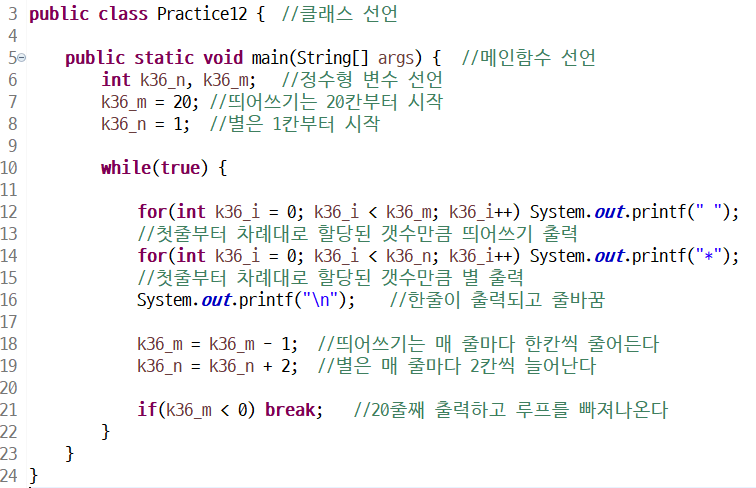 3 public class Practice12 { //클래스 선언
4
5 public static void main(String[] args) { //메인함수 선언
6 int k36_n, k36_m; //정수형 변수 선언
7 k36_m = 20; //띄어쓰기는 20칸부터 시작
8 k36_n = 1; //별은 1칸부터 시작
9
10 while(true) {
11
12 for(int k36_i = 0; k36_i < k36_m; k36_i++) System.out.printf(" ");
13 //첫줄부터 차례대로 할당된 갯수만큼 띄어쓰기 출력
14 for(int k36_i = 0; k36_i < k36_n; k36_i++) System.out.printf("*");
15 //첫줄부터 차례대로 할당된 갯수만큼 별 출력
16 System.out.printf("\n"); //한줄이 출력되고 줄바꿈
17
18 k36_m = k36_m - 1; //띄어쓰기는 매 줄마다 한칸씩 줄어든다
19 k36_n = k36_n + 2; //별은 매 줄마다 2칸씩 늘어난다
20
21 if(k36_m < 0) break; //20줄째 출력하고 루프를 빠져나온다
22 }
23 }
24 }